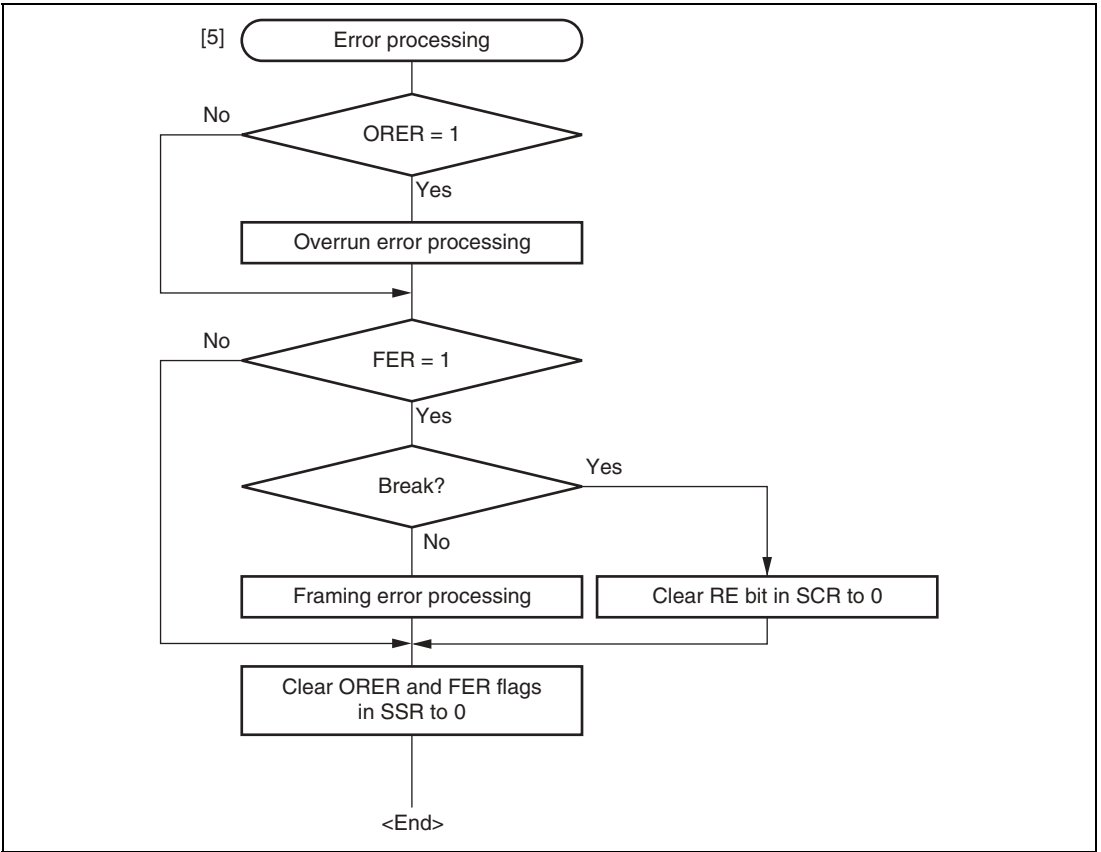 [5]
Error processing
No
ORER = 1
Yes
Overrun error processing
No
FER = 1
Yes
Break?
Yes
No
Framing error processing
Clear RE bit in SCR to 0
Clear ORER and FER flags
in SSR to 0
<End>